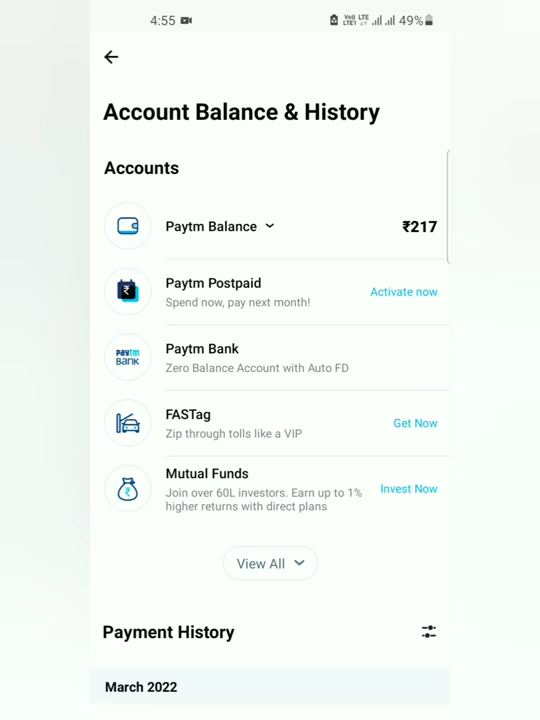 4:55
Vo) LTE
LTE1
49%
Account Balance & History
Accounts
Paytm Balance
₹217
Paytm Postpaid
Spend now, pay next month!
Activate now
paytm
Bank
Paytm Bank
Zero Balance Account with Auto FD
FASTag
Zip through tolls like a VIP
Get Now
Mutual Funds
Join over 60L investors. Earn up to 1%
higher returns with direct plans
Invest Now
View All
Payment History
March 2022